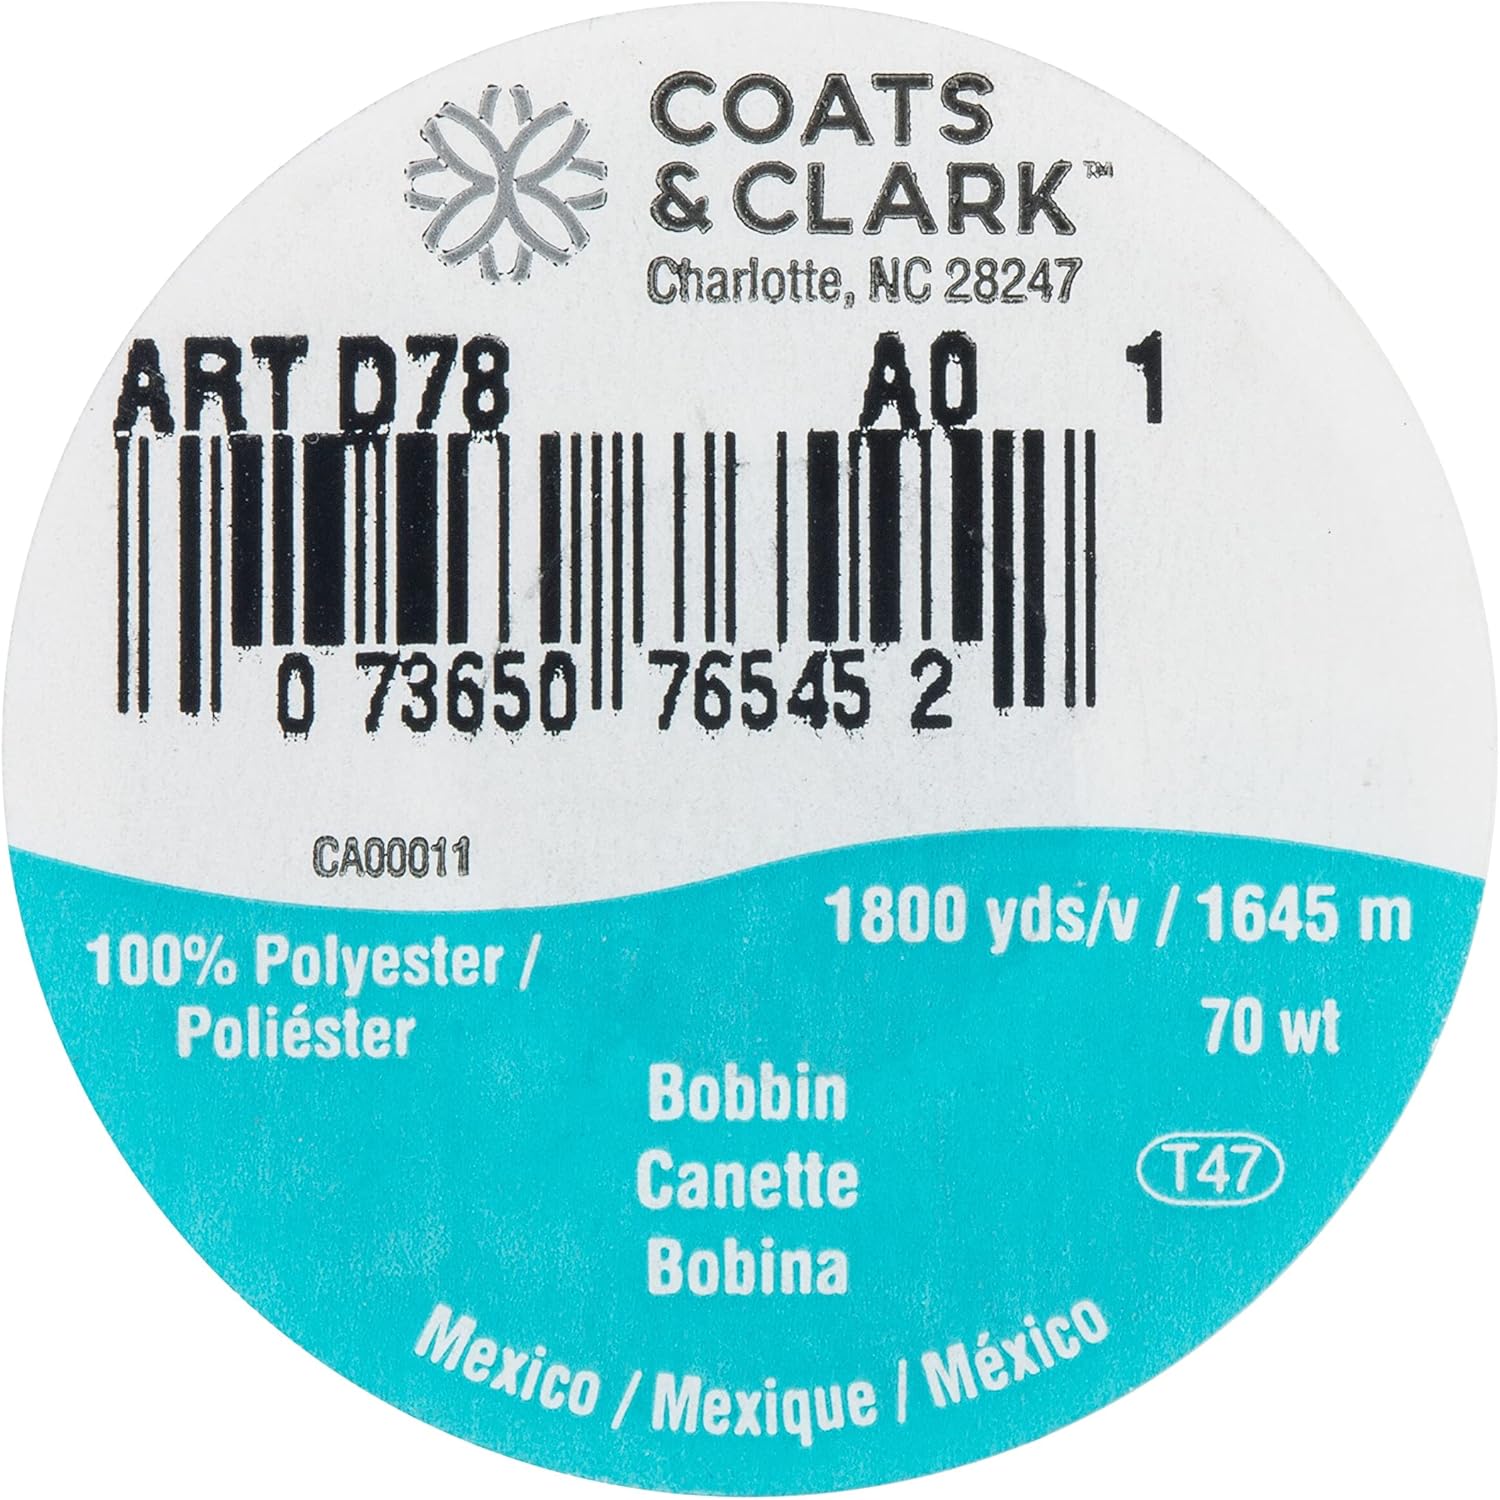 COATS
& CLARK™
Charlotte, NC 28247
ART D78 A0 1
0 73650 76545 2
CA00011
100% Polyester /
Poliéster
1800 yds/v / 1645 m
70 wt
Bobbin
Canette
Bobina
T47
Mexico / Mexique / México